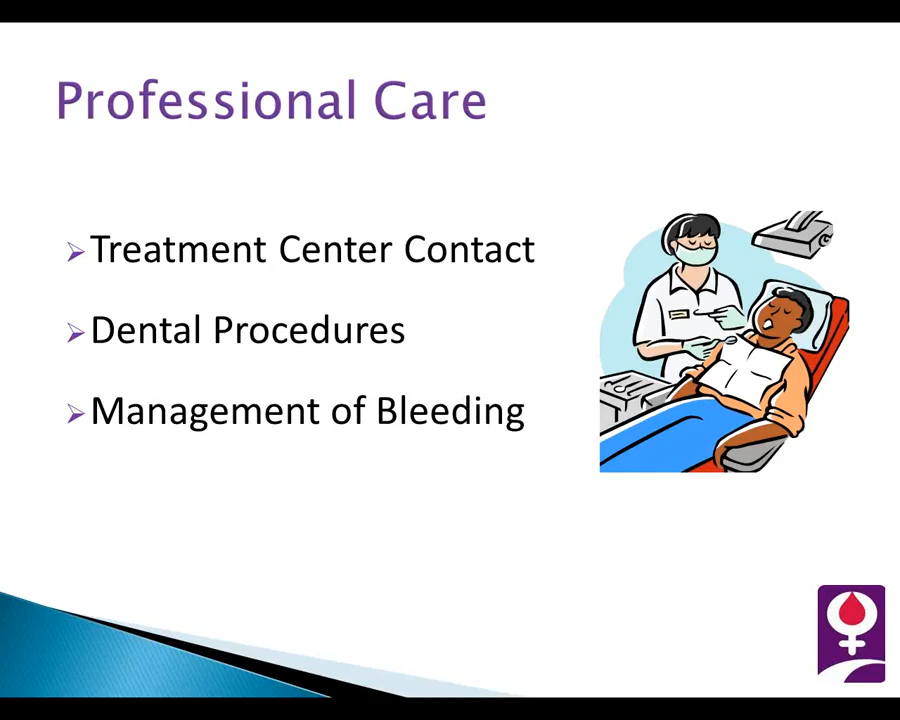 Professional Care
Treatment Center Contact
Dental Procedures
Management of Bleeding